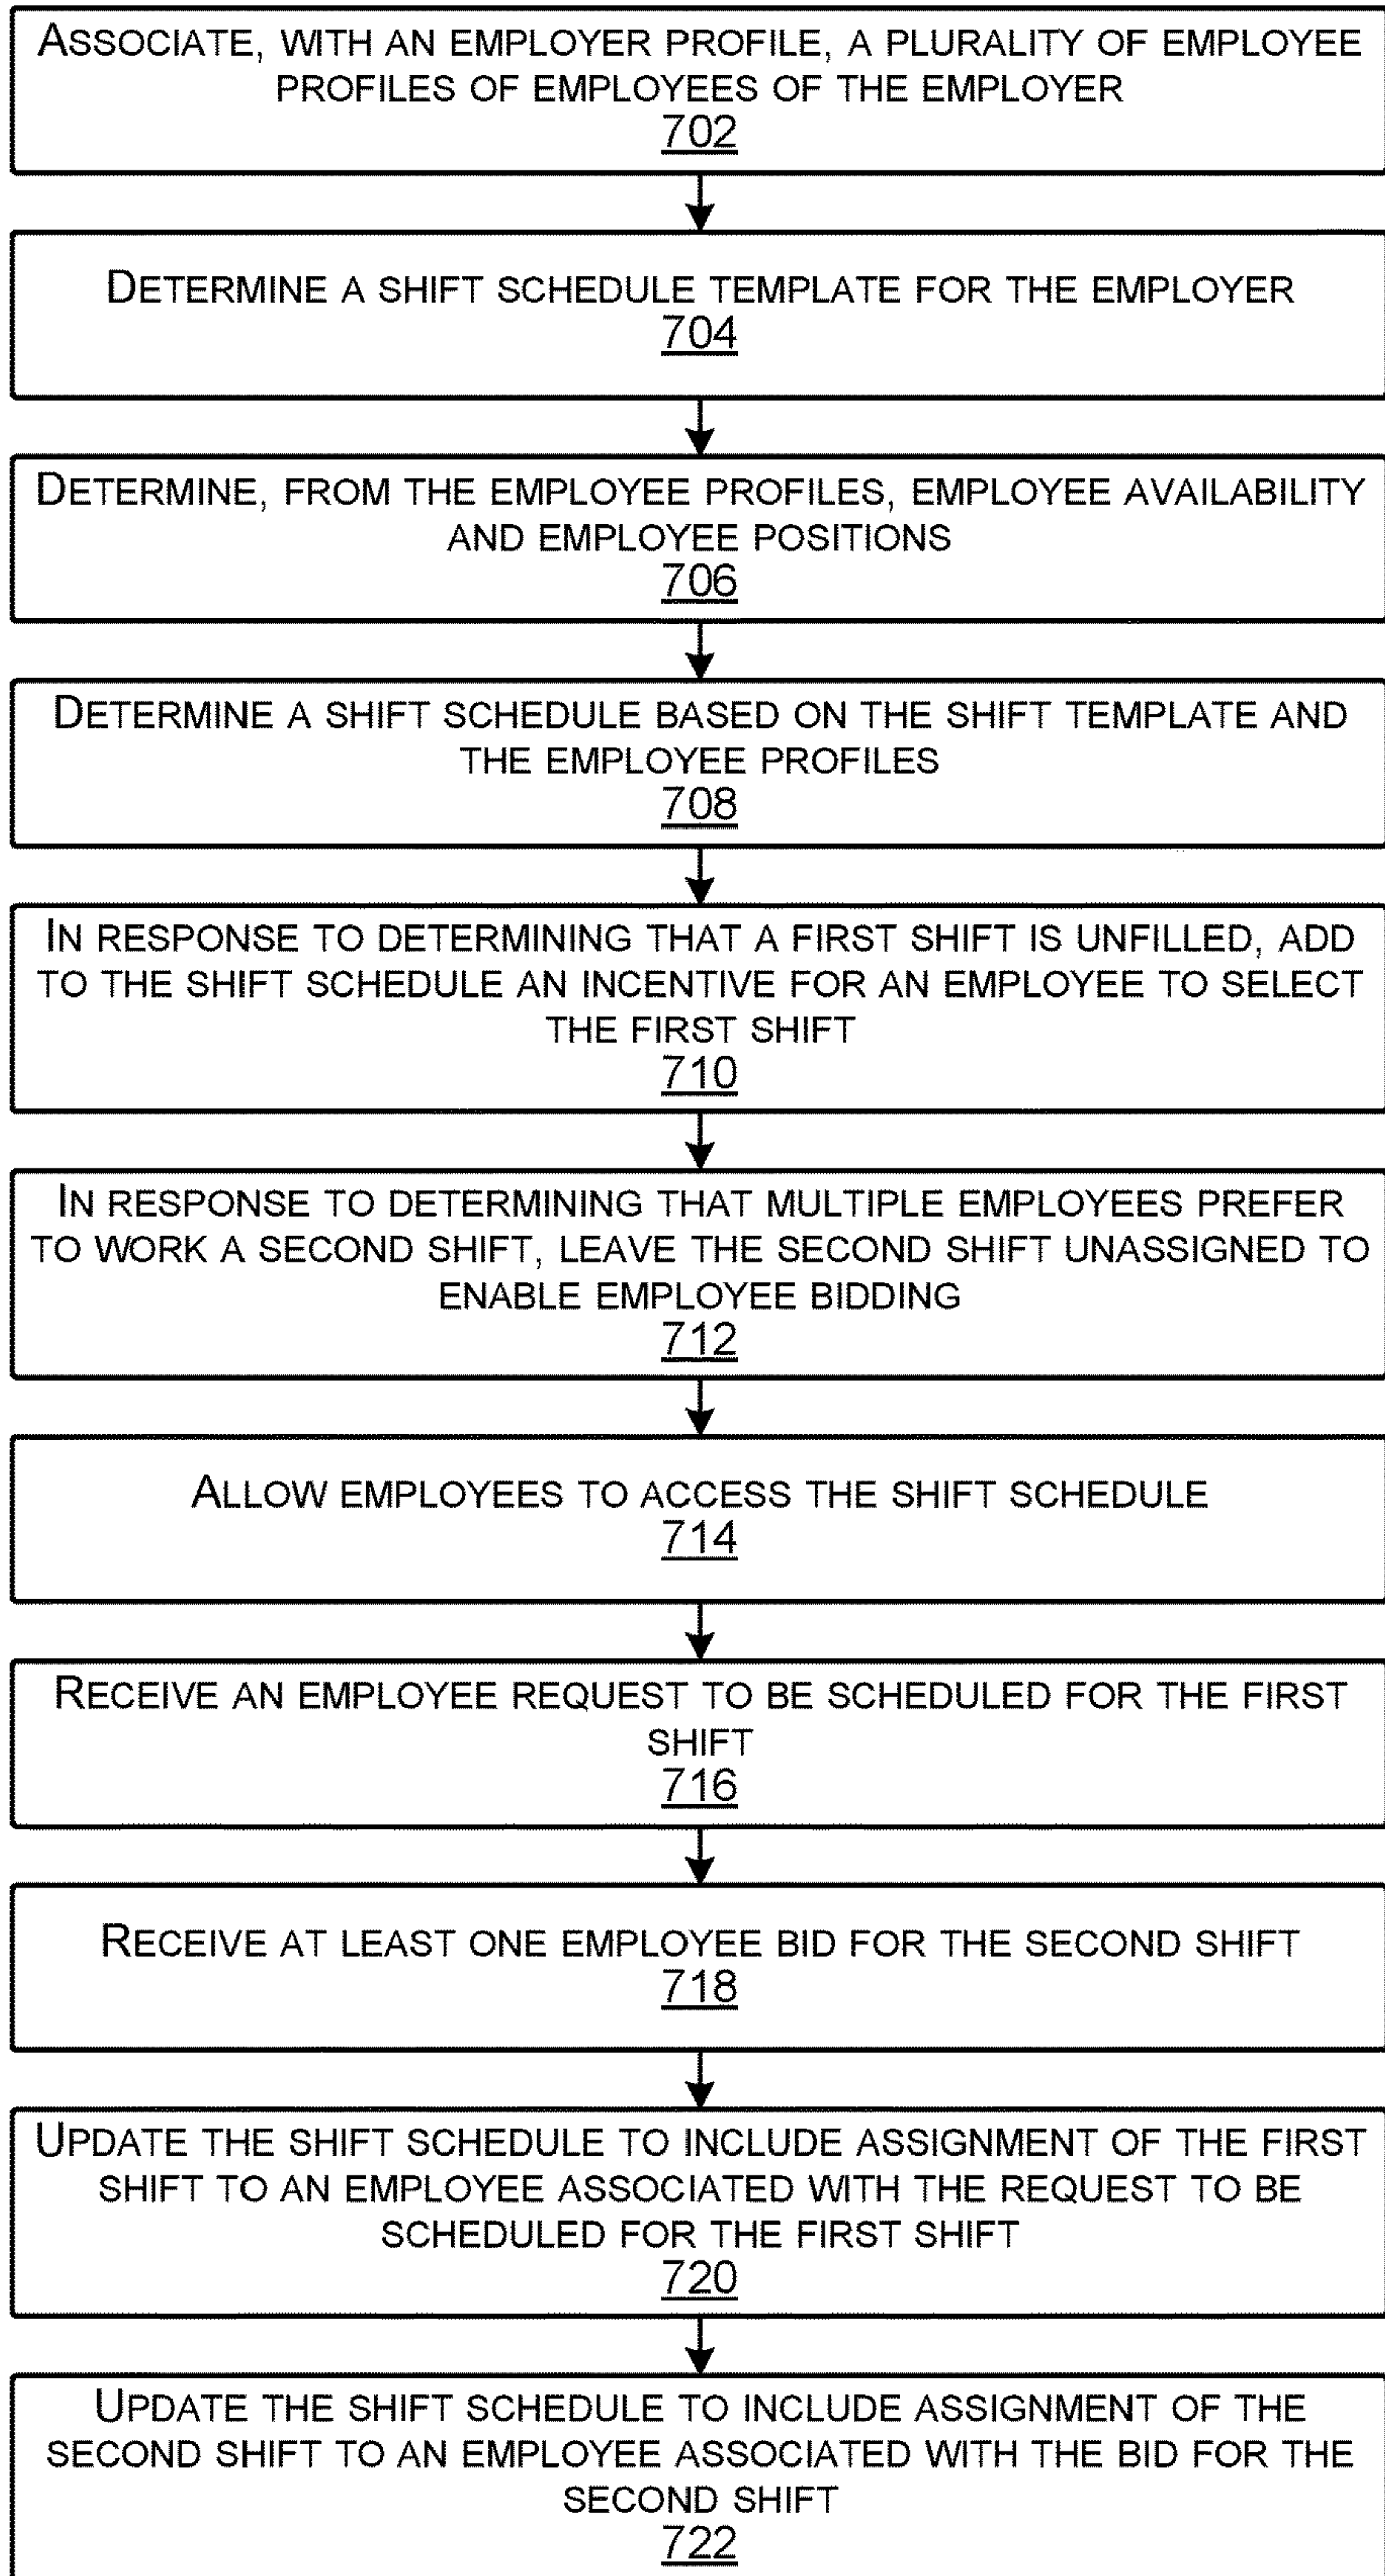 ASSOCIATE, WITH AN EMPLOYER PROFILE, A PLURALITY OF EMPLOYEE
PROFILES OF EMPLOYEES OF THE EMPLOYER
702
DETERMINE A SHIFT SCHEDULE TEMPLATE FOR THE EMPLOYER
704
DETERMINE, FROM THE EMPLOYEE PROFILES, EMPLOYEE AVAILABILITY
AND EMPLOYEE POSITIONS
706
DETERMINE A SHIFT SCHEDULE BASED ON THE SHIFT TEMPLATE AND
THE EMPLOYEE PROFILES
708
IN RESPONSE TO DETERMINING THAT A FIRST SHIFT IS UNFILLED, ADD
TO THE SHIFT SCHEDULE AN INCENTIVE FOR AN EMPLOYEE TO SELECT
THE FIRST SHIFT
710
IN RESPONSE TO DETERMINING THAT MULTIPLE EMPLOYEES PREFER
TO WORK A SECOND SHIFT, LEAVE THE SECOND SHIFT UNASSIGNED TO
ENABLE EMPLOYEE BIDDING
712
ALLOW EMPLOYEES TO ACCESS THE SHIFT SCHEDULE
714
RECEIVE AN EMPLOYEE REQUEST TO BE SCHEDULED FOR THE FIRST
SHIFT
716
RECEIVE AT LEAST ONE EMPLOYEE BID FOR THE SECOND SHIFT
718
UPDATE THE SHIFT SCHEDULE TO INCLUDE ASSIGNMENT OF THE FIRST
SHIFT TO AN EMPLOYEE ASSOCIATED WITH THE REQUEST TO BE
SCHEDULED FOR THE FIRST SHIFT
720
UPDATE THE SHIFT SCHEDULE TO INCLUDE ASSIGNMENT OF THE
SECOND SHIFT TO AN EMPLOYEE ASSOCIATED WITH THE BID FOR THE
SECOND SHIFT
722